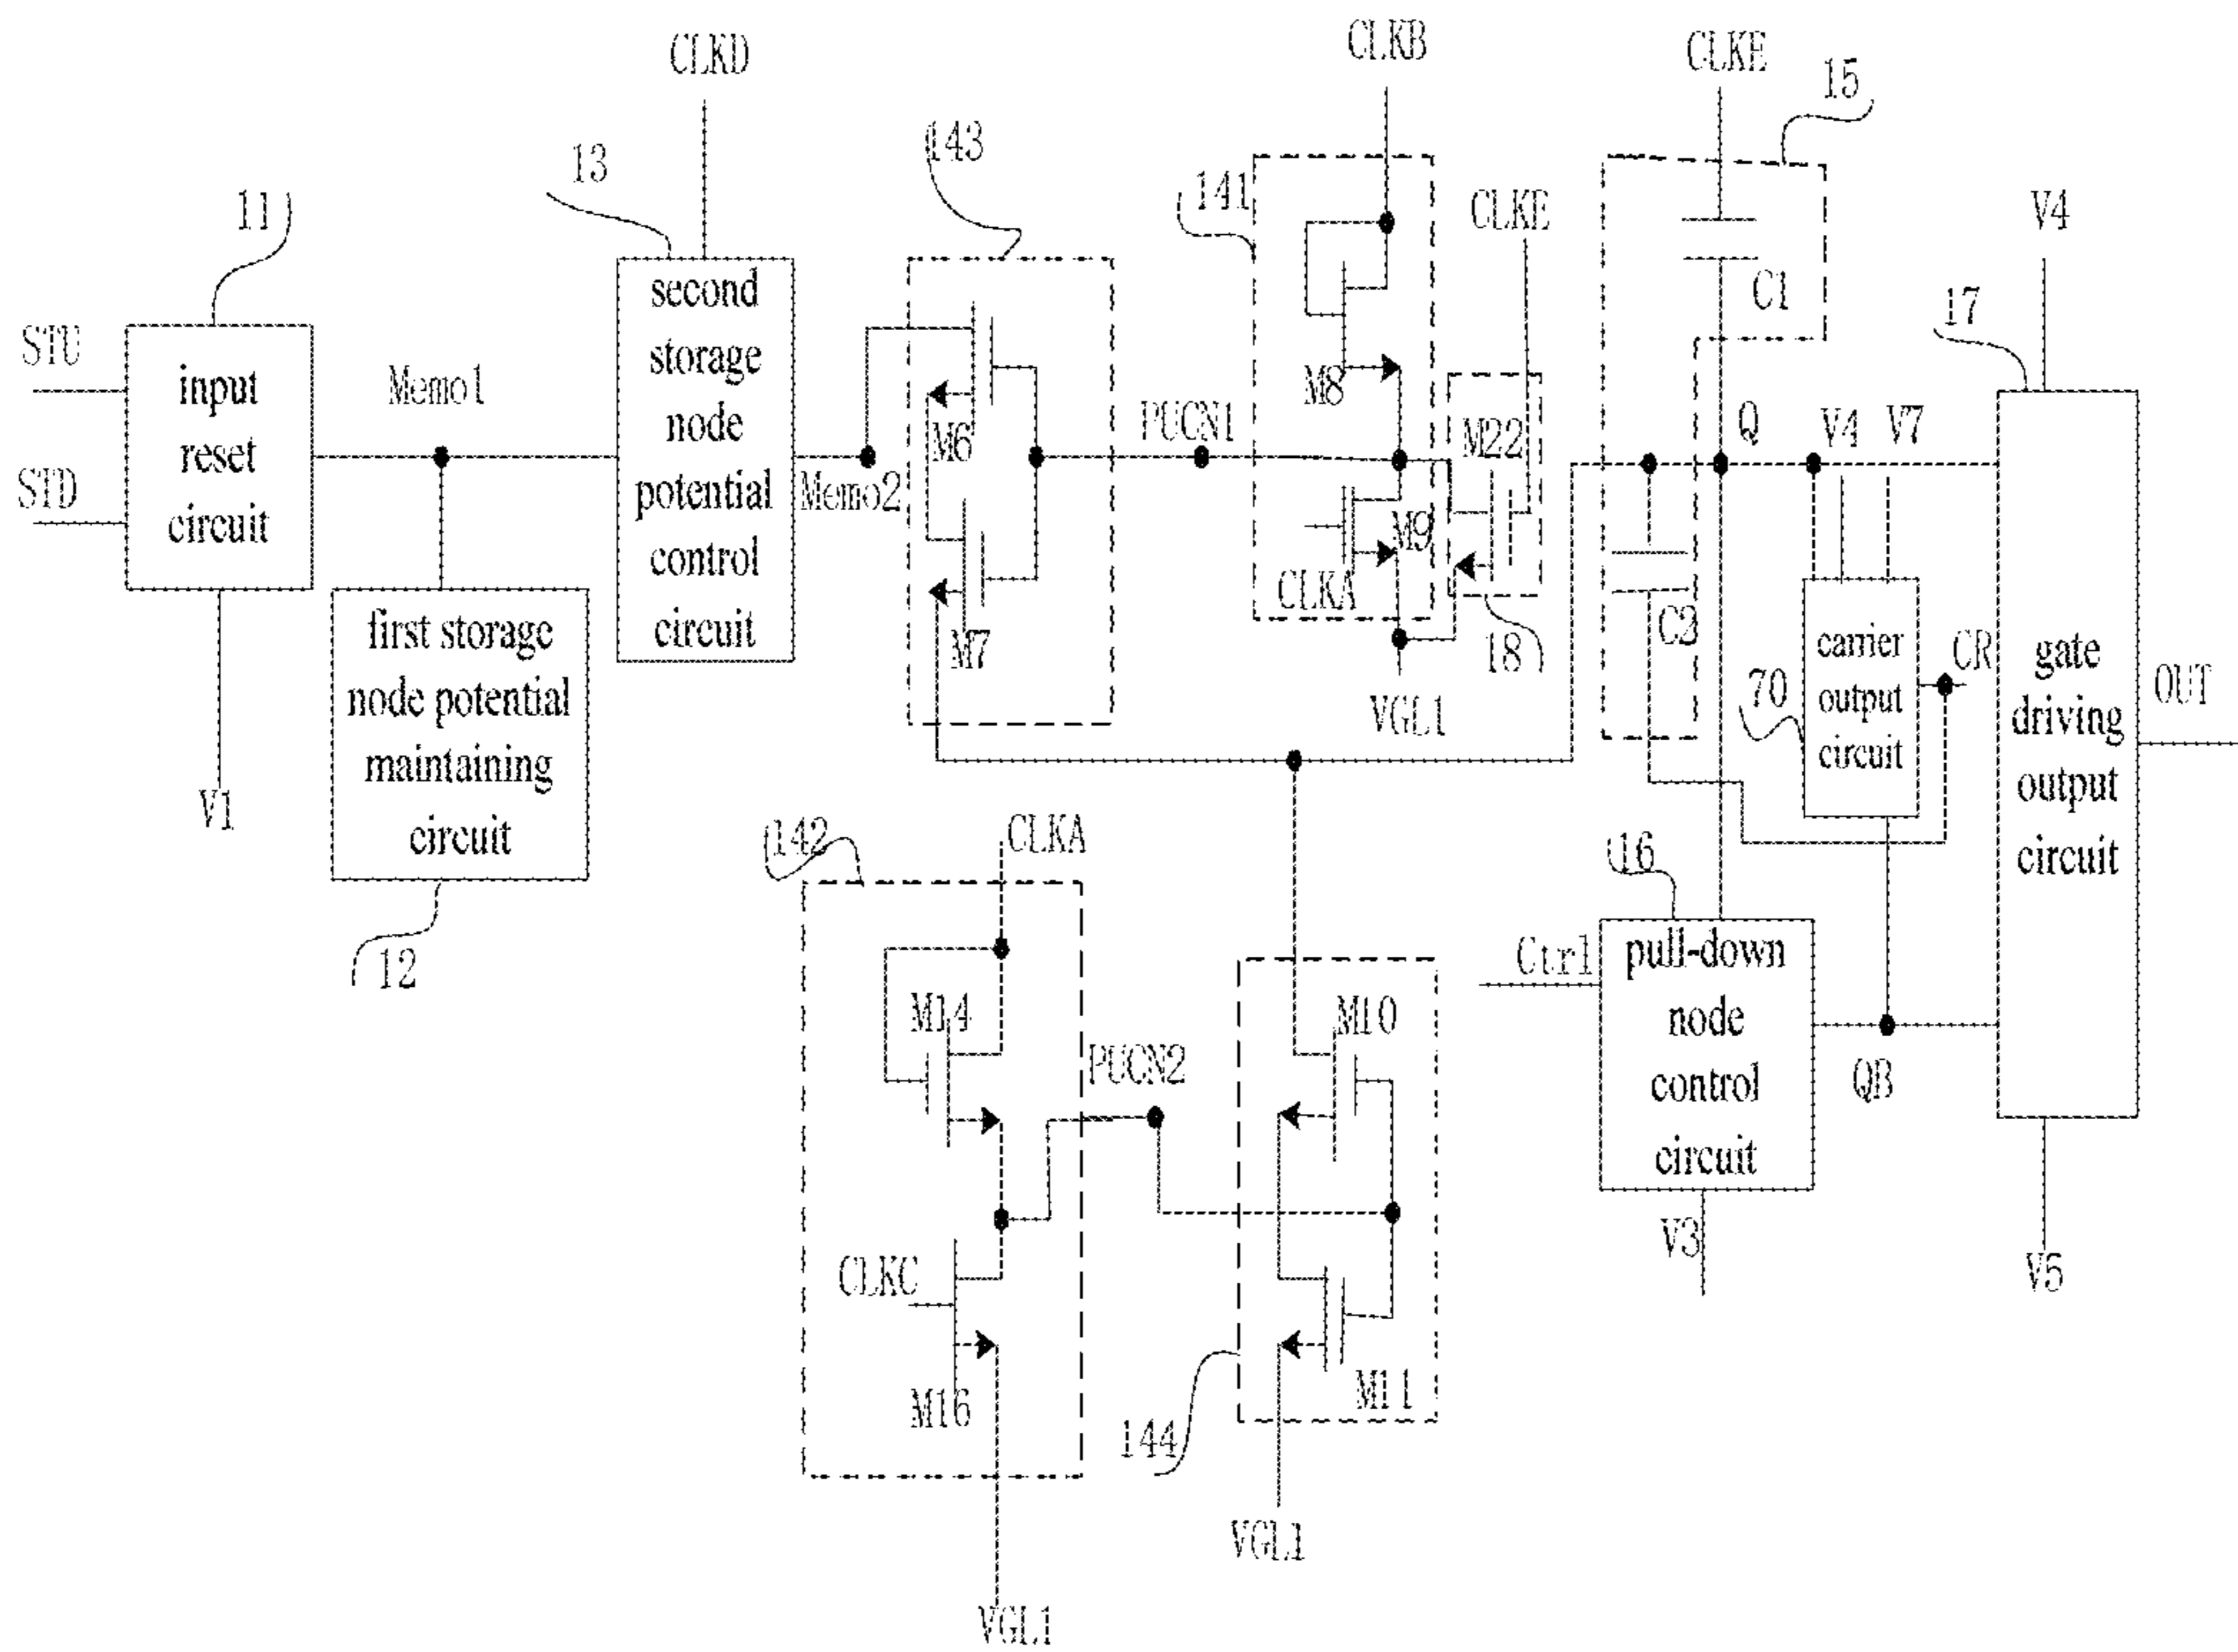 CLKD
CLKB
CLKE
15
143
13
141
CLKE
11
V4
second
storage
node
potential
control
circuit
C1
17
STU
input
reset
circuit
Memo1
M8
PUCN1
M22
Q
V4
V7
M6
STD
Memo2
M9
CLKA
first storage
node potential
maintaining
circuit
M7
C2
18
carrier
output
circuit
CR
gate
driving
output
circuit
OUT
70
VGL1
V1
142
CLKA
16
12
Ctrl
pull-down
node
control
circuit
M14
M10
PUCN2
QB
CLKC
V3
V5
M16
M11
144
VGL1
VGL1